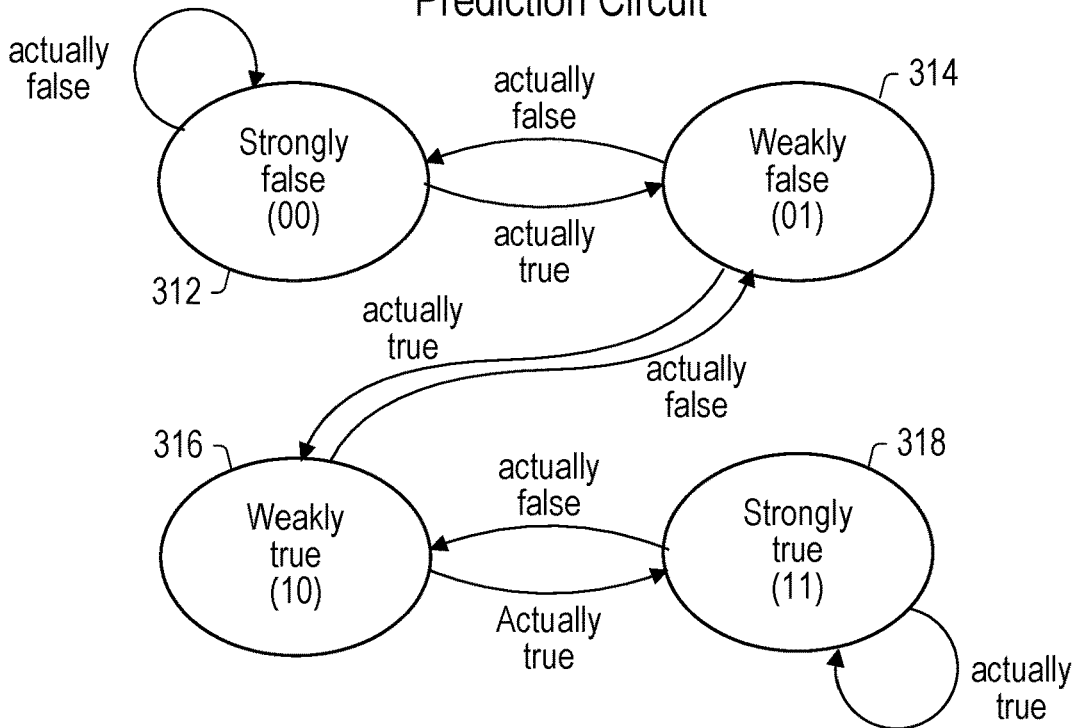 Prediction Circuit
actually
false
Strongly
false
(00)
312
actually
false
actually
true
Weakly
false
(01)
314
actually
true
actually
false
316
Weakly
true
(10)
actually
false
Actually
true
Strongly
true
(11)
318
actually
true